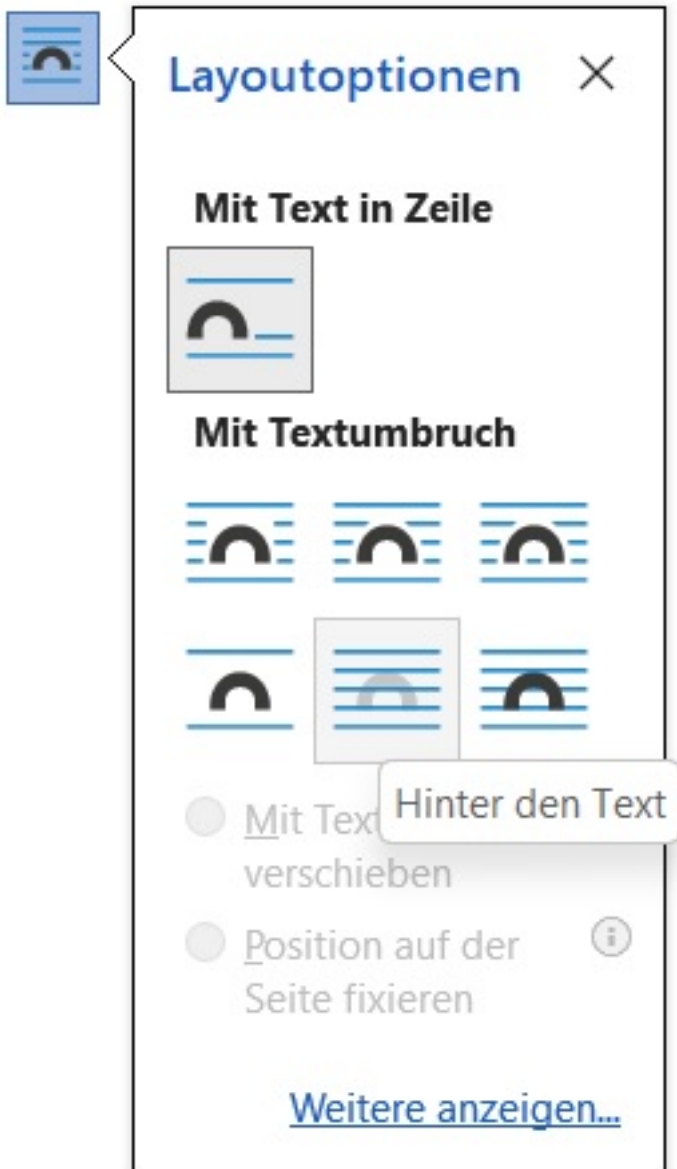 Layoutoptionen
Mit Text in Zeile
Mit Textumbruch
Hinter den Text
Mit Text
verschieben
Position auf der
Seite fixieren
Weitere anzeigen...